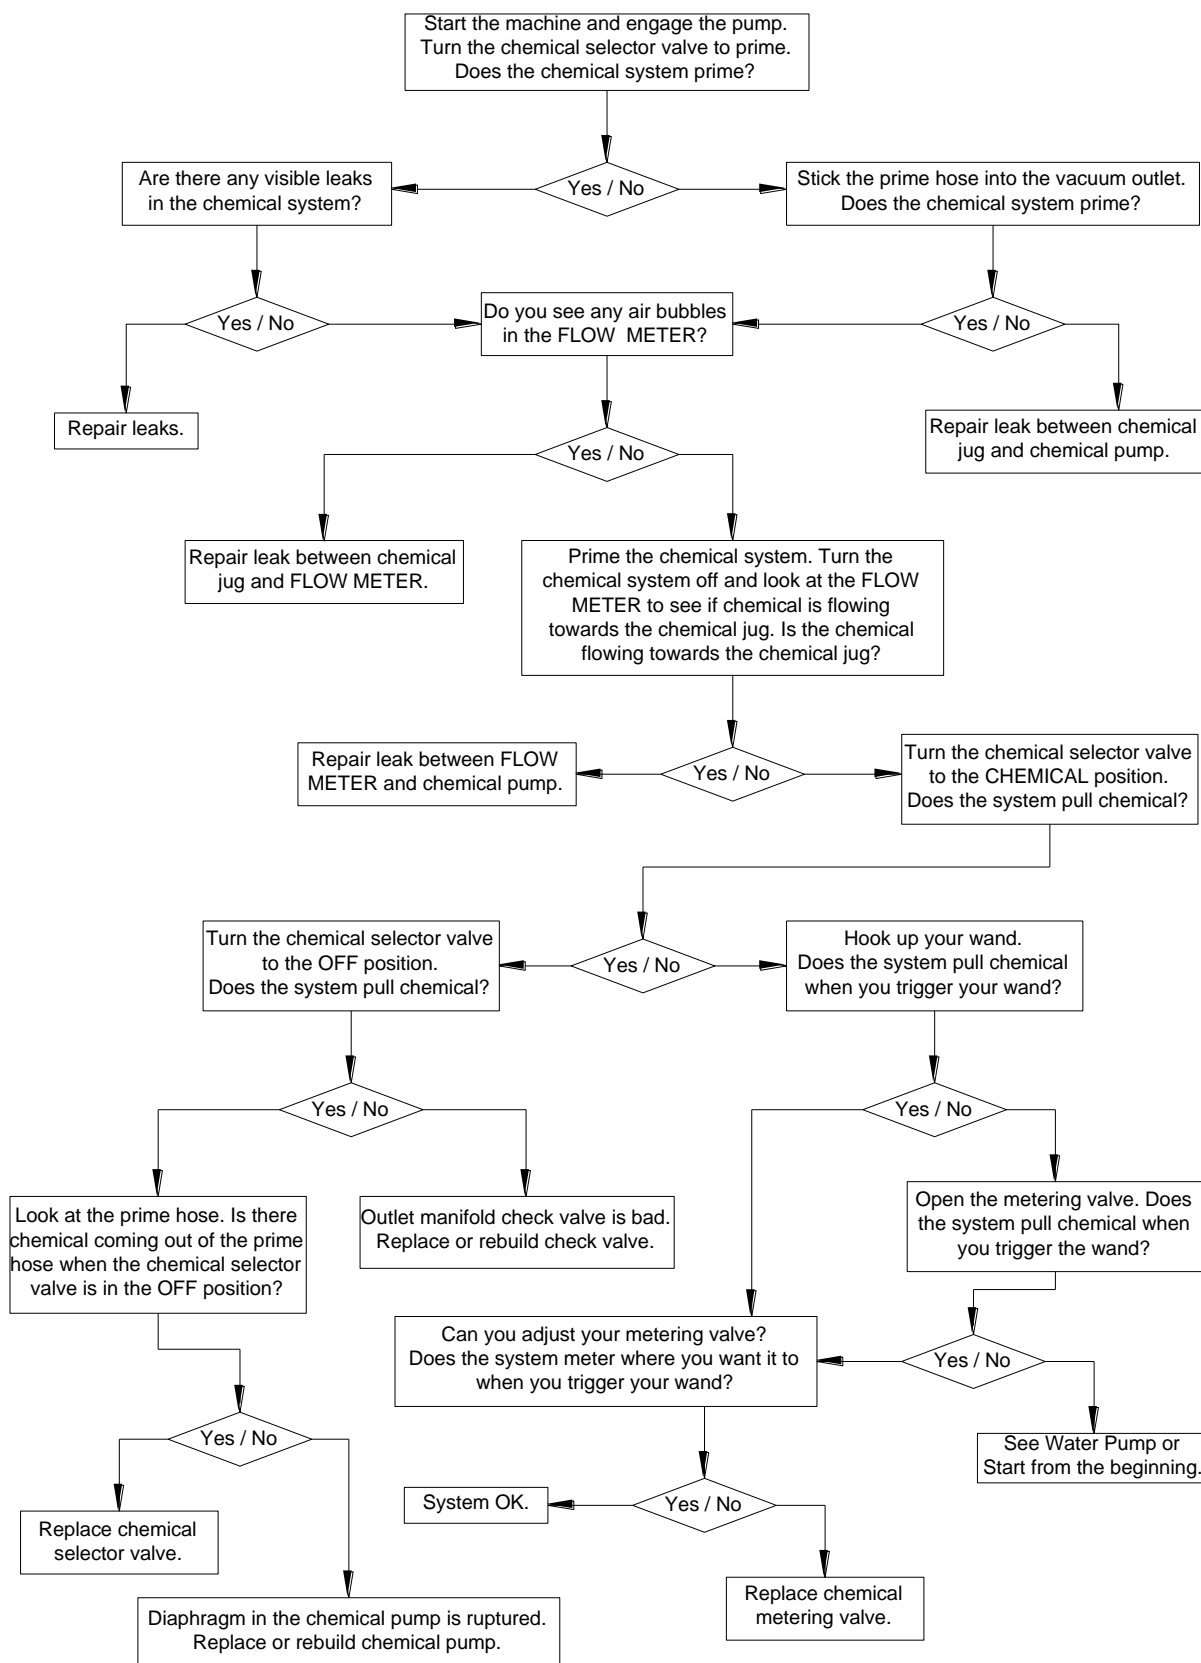 Start the machine and engage the pump.
Turn the chemical selector valve to prime.
Does the chemical system prime?
Are there any visible leaks
in the chemical system?
Yes / No
Stick the prime hose into the vacuum outlet.
Does the chemical system prime?
Yes / No
Do you see any air bubbles
in the FLOW METER?
Yes / No
Repair leaks.
Yes / No
Repair leak between chemical
jug and chemical pump.
Repair leak between chemical
jug and FLOW METER.
Prime the chemical system. Turn the
chemical system off and look at the FLOW
METER to see if chemical is flowing
towards the chemical jug. Is the chemical
flowing towards the chemical jug?
Repair leak between FLOW
METER and chemical pump.
Yes / No
Turn the chemical selector valve
to the CHEMICAL position.
Does the system pull chemical?
Turn the chemical selector valve
to the OFF position.
Does the system pull chemical?
Yes / No
Hook up your wand.
Does the system pull chemical
when you trigger your wand?
Yes / No
Yes / No
Look at the prime hose. Is there
chemical coming out of the prime
hose when the chemical selector
valve is in the OFF position?
Outlet manifold check valve is bad.
Replace or rebuild check valve.
Open the metering valve. Does
the system pull chemical when
you trigger the wand?
Can you adjust your metering valve?
Does the system meter where you want it to
when you trigger your wand?
Yes / No
Yes / No
See Water Pump or
Start from the beginning.
System OK.
Yes / No
Replace chemical
selector valve.
Replace chemical
metering valve.
Diaphragm in the chemical pump is ruptured.
Replace or rebuild chemical pump.